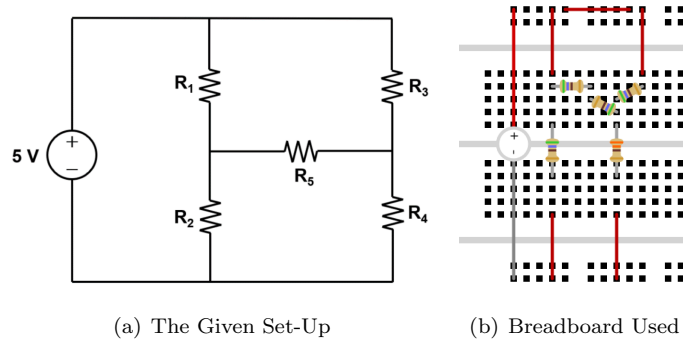 R1
R3
5 V
+
−
R5
R2
R4
+
-
(a) The Given Set-Up
(b) Breadboard Used